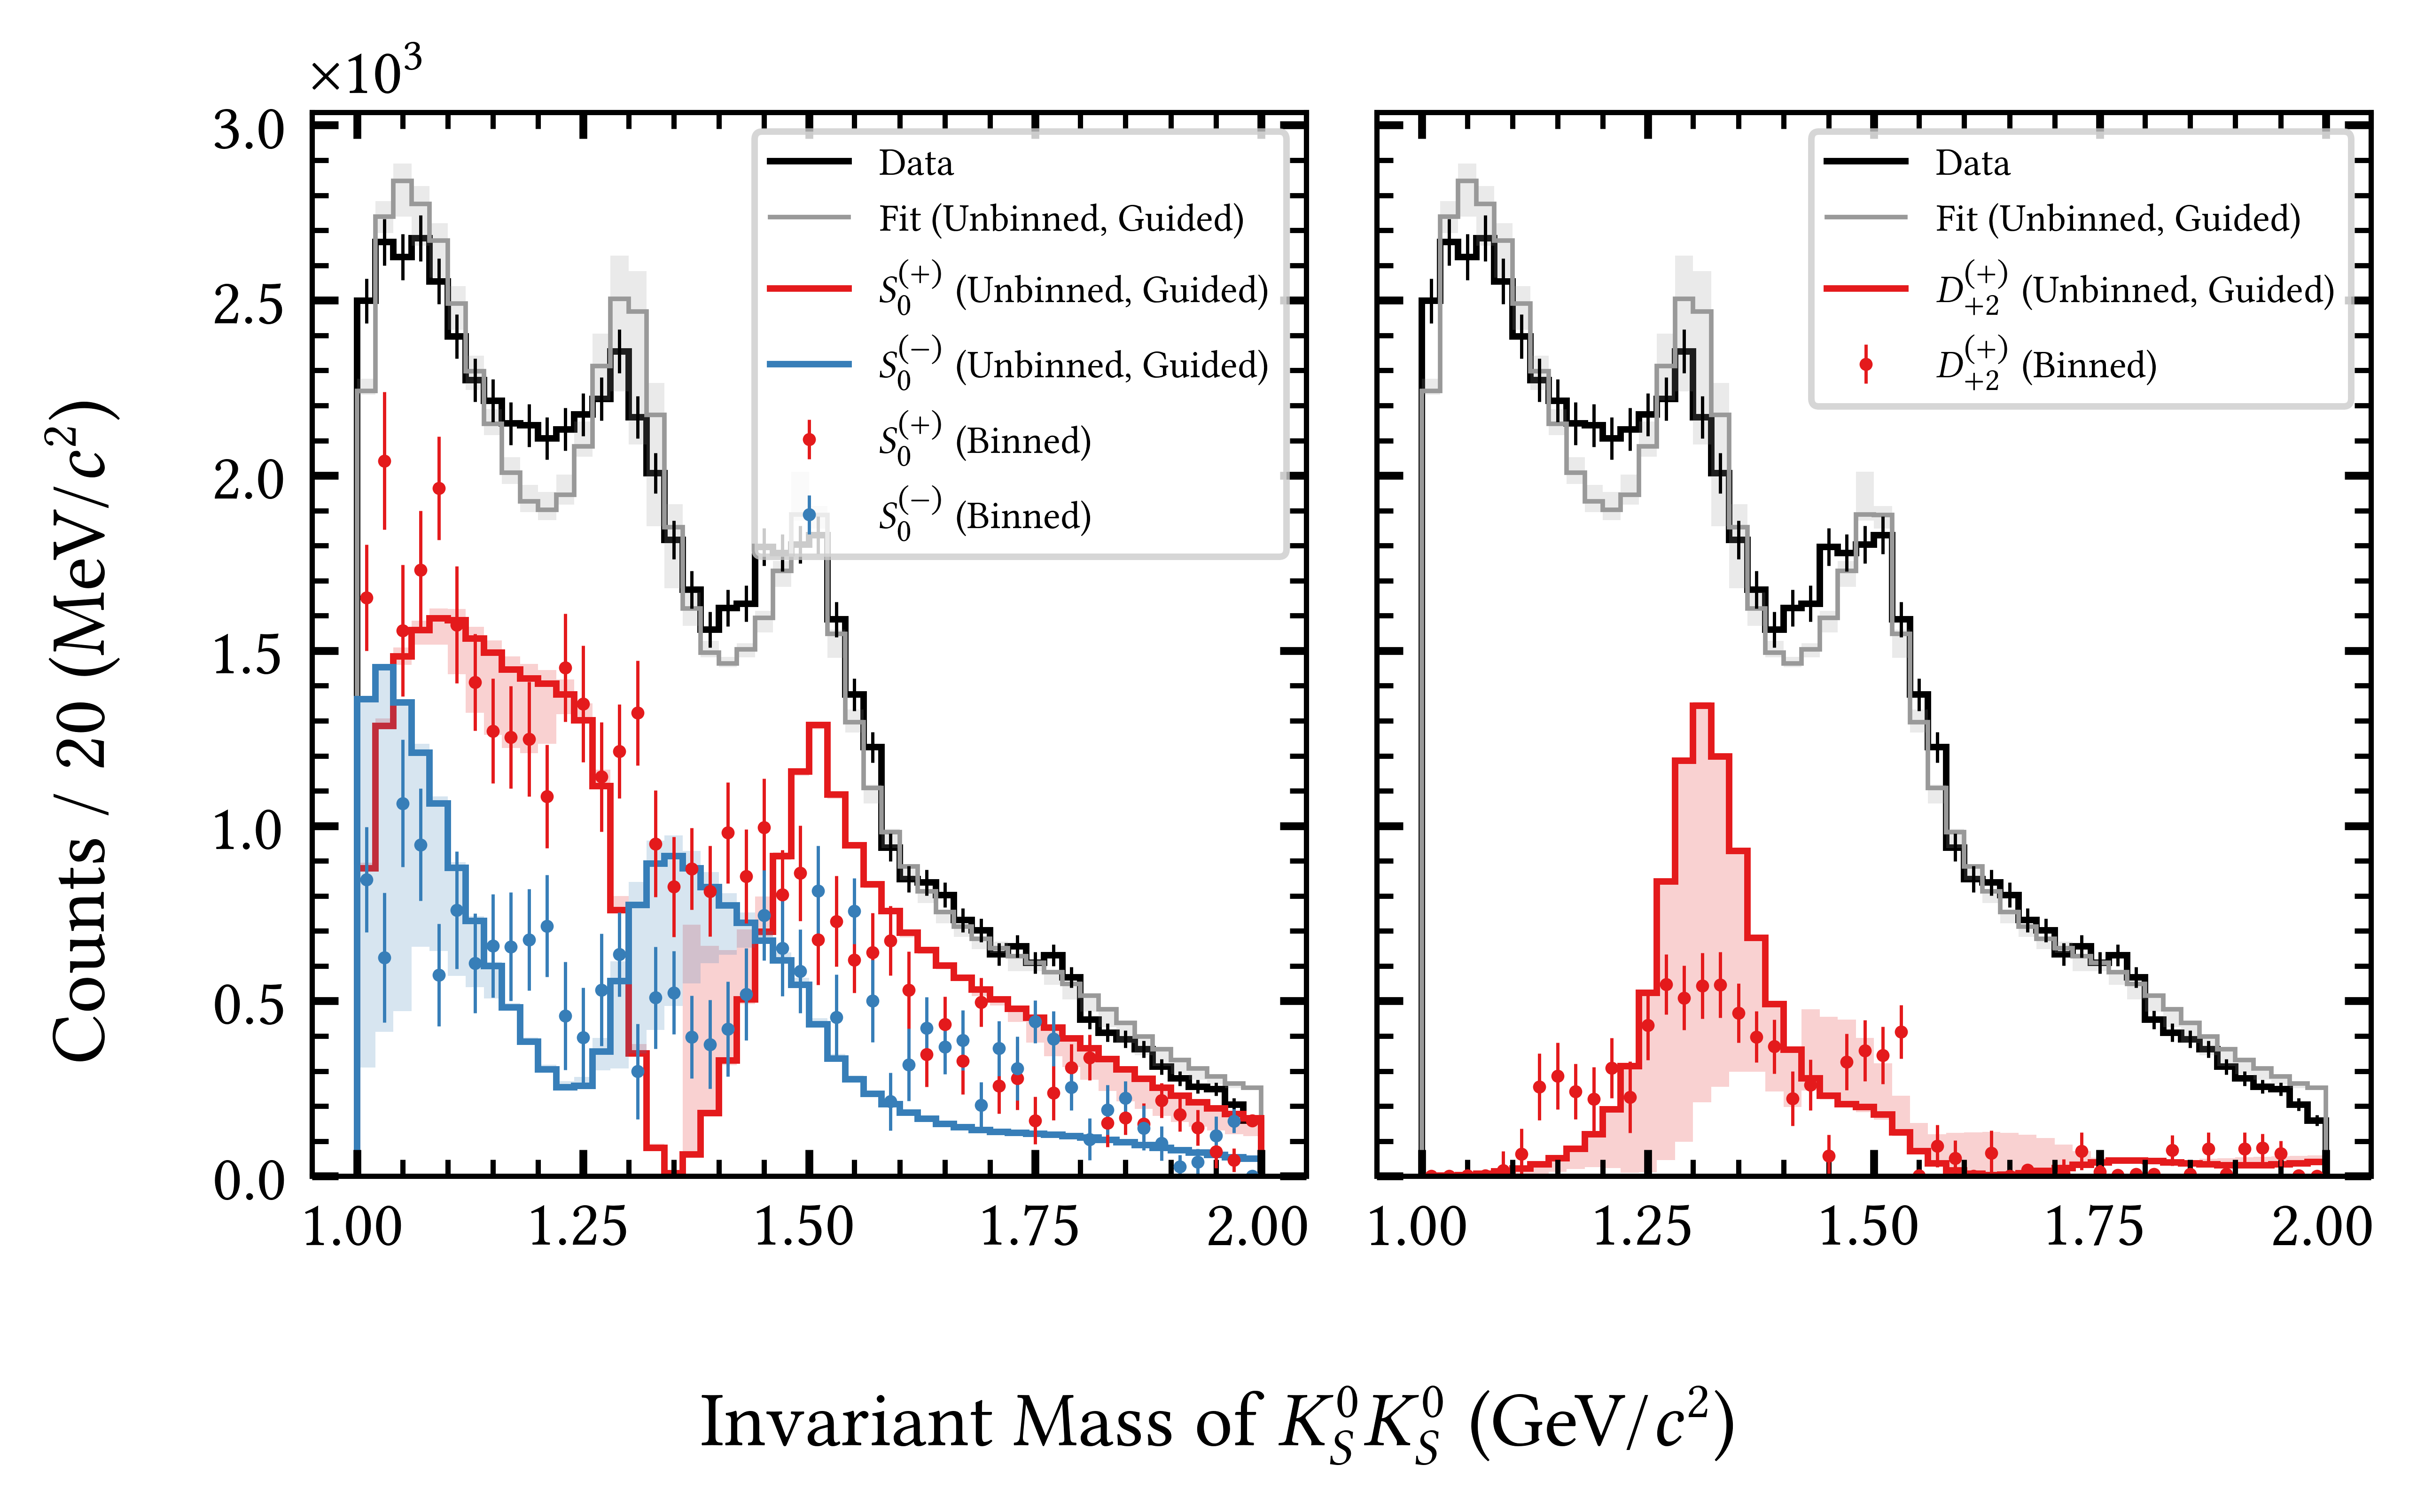 ×10³
Counts / 20 (MeV/c²)
3.0
2.5
2.0
1.5
1.0
0.5
0.0
Data
Fit (Unbinned, Guided)
S₀⁽⁺⁾ (Unbinned, Guided)
S₀⁽⁻⁾ (Unbinned, Guided)
S₀⁽⁺⁾ (Binned)
S₀⁽⁻⁾ (Binned)
1.00 1.25 1.50 1.75 2.00
Data
Fit (Unbinned, Guided)
D₊₂⁽⁺⁾ (Unbinned, Guided)
D₊₂⁽⁺⁾ (Binned)
1.00 1.25 1.50 1.75 2.00
Invariant Mass of K_S⁰K_S⁰ (GeV/c²)